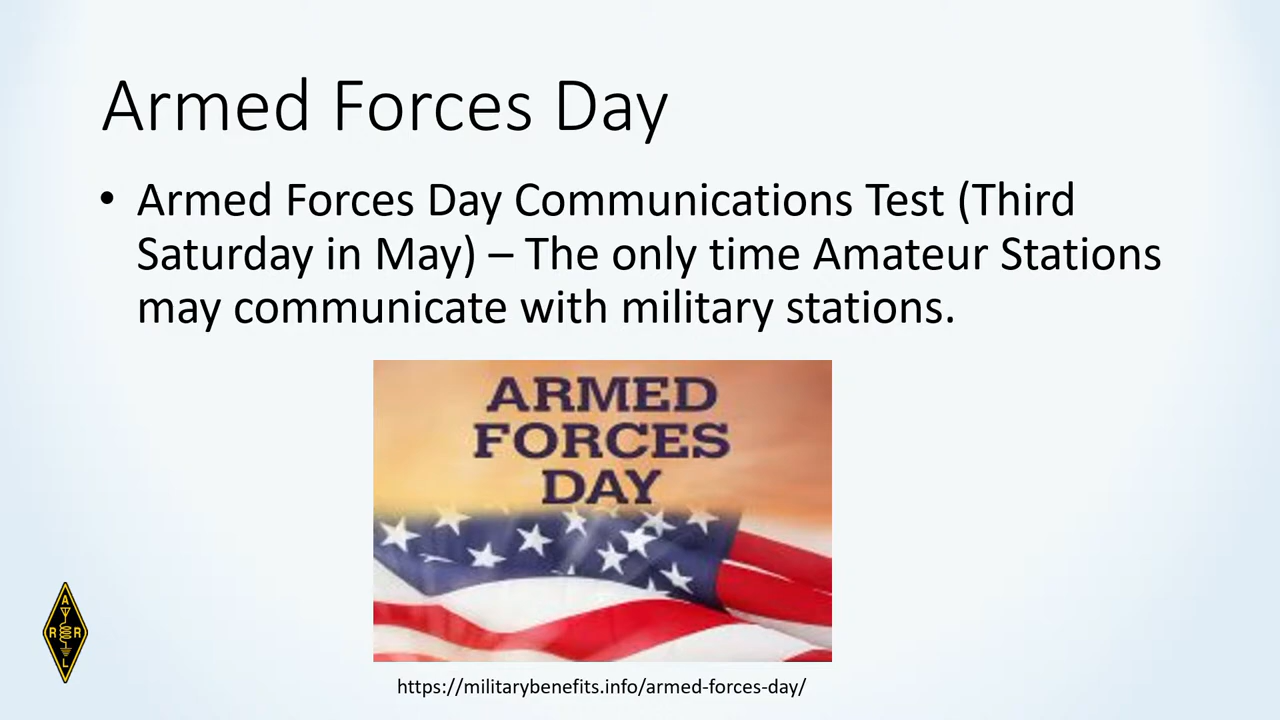 Armed Forces Day
• Armed Forces Day Communications Test (Third
Saturday in May) – The only time Amateur Stations
may communicate with military stations.
ARMED
FORCES
DAY
A
R R
L
https://militarybenefits.info/armed-forces-day/